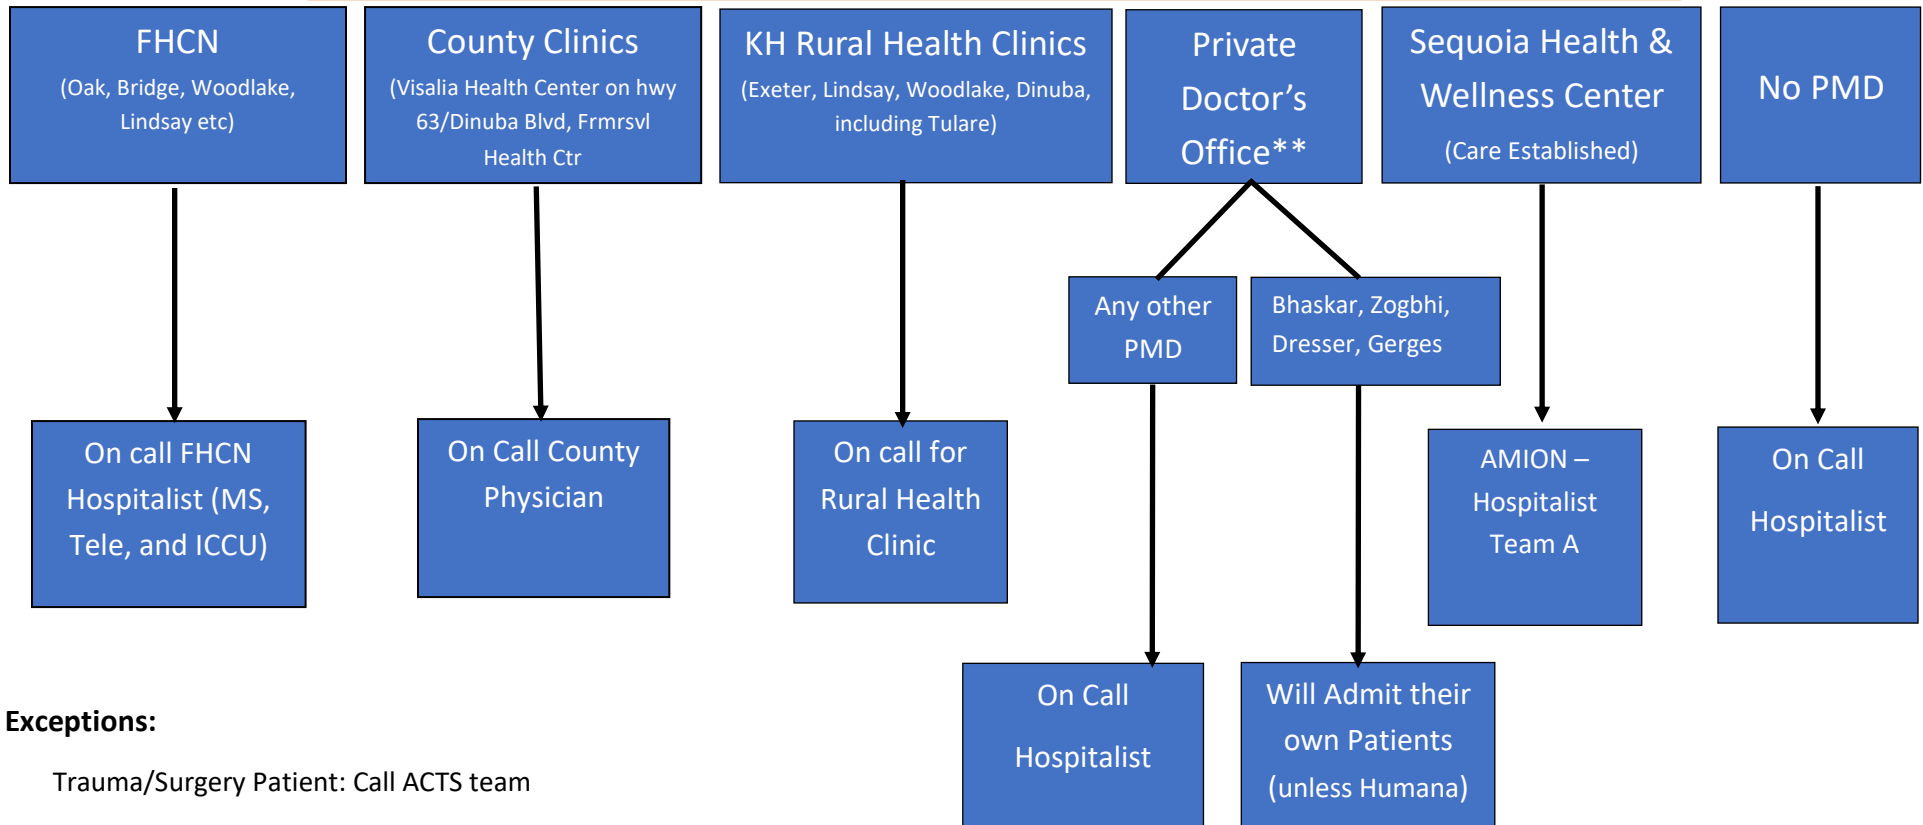 FHCN
(Oak, Bridge, Woodlake,
Lindsay etc)
County Clinics
(Visalia Health Center on hwy
63/Dinuba Blvd, Frmrsvl
Health Ctr
KH Rural Health Clinics
(Exeter, Lindsay, Woodlake, Dinuba,
including Tulare)
Private
Doctor’s
Office**
Sequoia Health &
Wellness Center
(Care Established)
No PMD
Any other
PMD
Bhaskar, Zogbhi,
Dresser, Gerges
On call FHCN
Hospitalist (MS,
Tele, and ICCU)
On Call County
Physician
On call for
Rural Health
Clinic
AMION –
Hospitalist
Team A
On Call
Hospitalist
On Call
Hospitalist
Will Admit their
own Patients
(unless Humana)
Exceptions:
Trauma/Surgery Patient: Call ACTS team